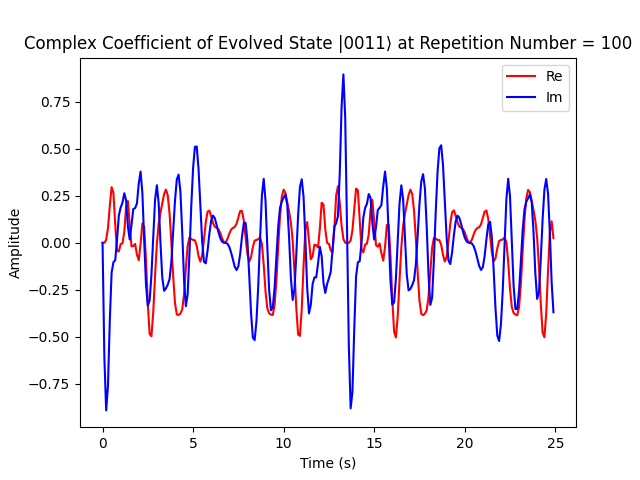 Complex Coefficient of Evolved State |0011⟩ at Repetition Number = 100
Re
Im
Amplitude
0.75
0.50
0.25
0.00
−0.25
−0.50
−0.75
0 5 10 15 20 25
Time (s)